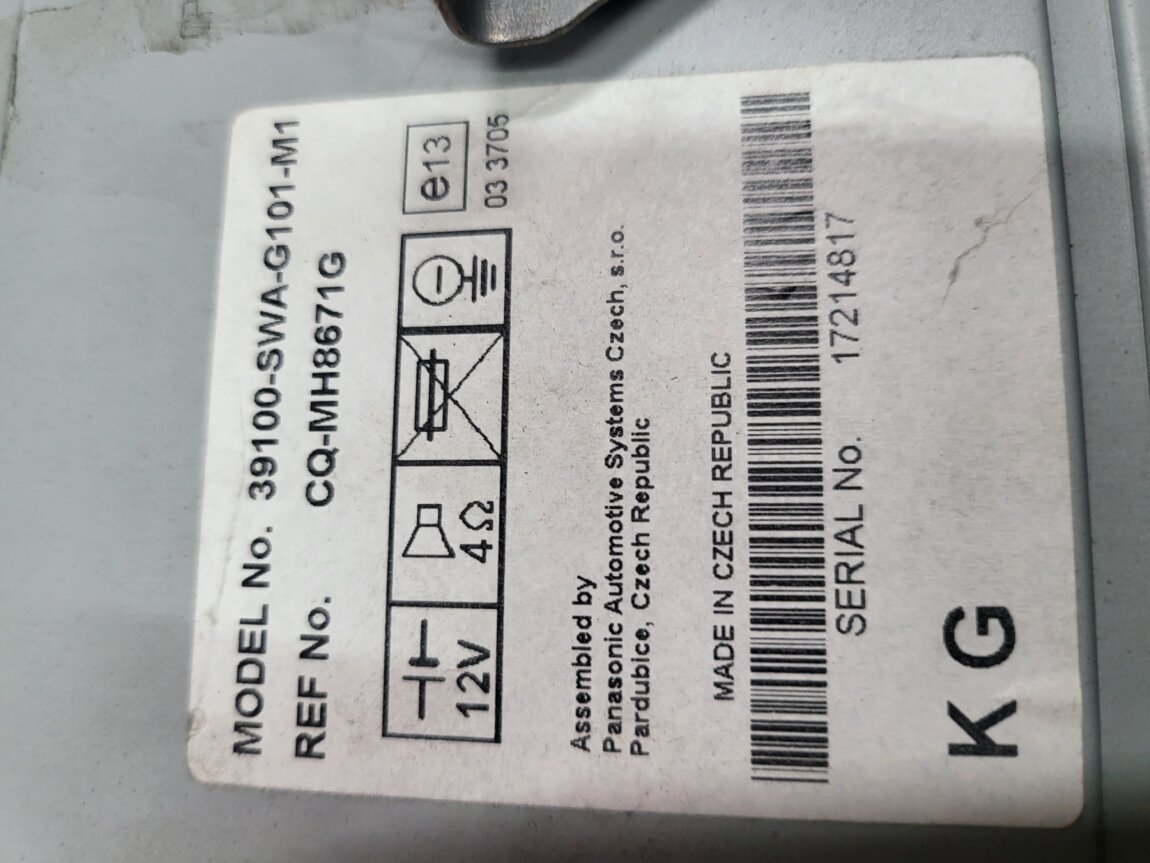 MODEL No. 39100-SWA-G101-M1
REF No. CQ-MH8671G
12V
4Ω
e13
03 3705
Assembled by
Panasonic Automotive Systems Czech, s.r.o.
Pardubice, Czech Republic
MADE IN CZECH REPUBLIC
SERIAL No. 17214817
KG